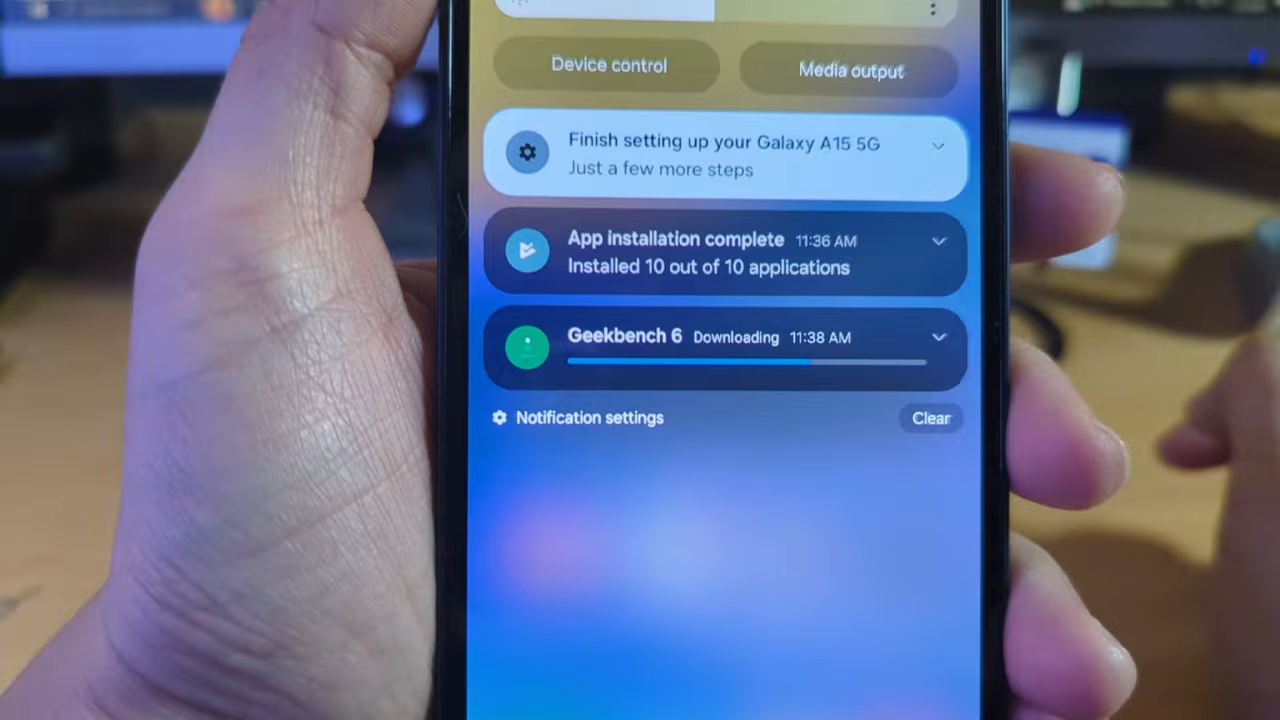 Device control
Media output
Finish setting up your Galaxy A15 5G
Just a few more steps
App installation complete 11:36 AM
Installed 10 out of 10 applications
Geekbench 6 Downloading 11:38 AM
Notification settings
Clear